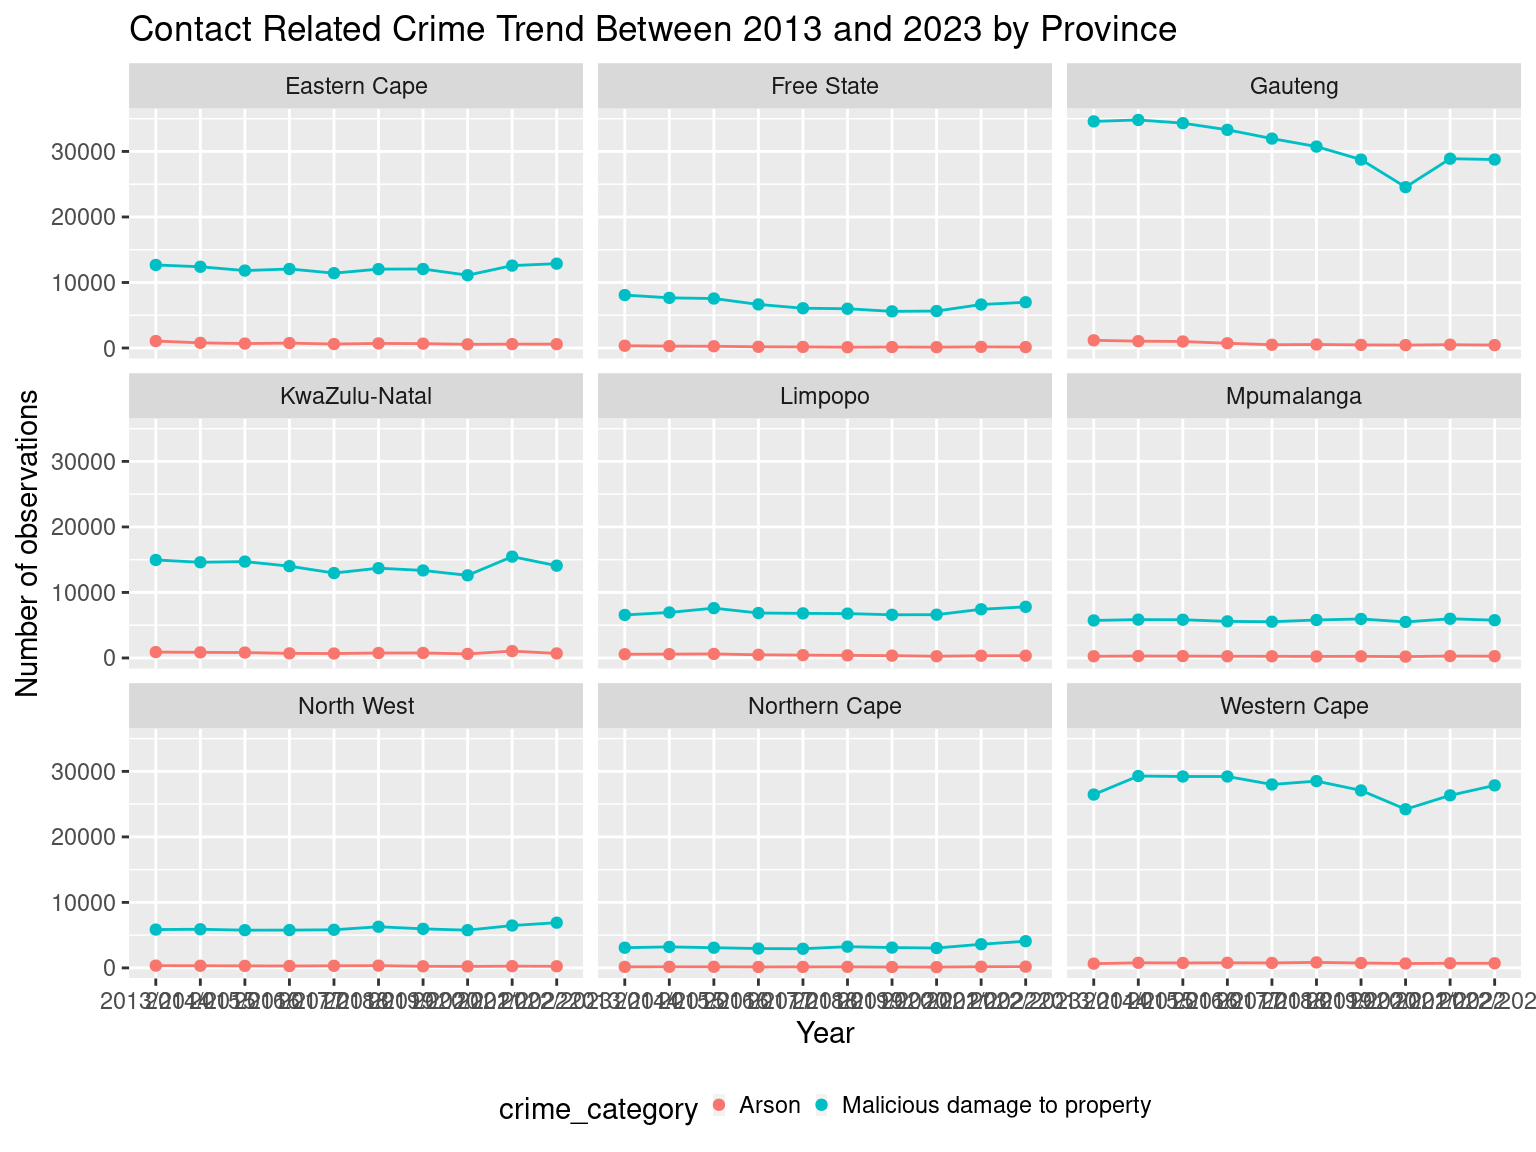 Contact Related Crime Trend Between 2013 and 2023 by Province
Eastern Cape
Free State
Gauteng
30000
20000
10000
0
KwaZulu-Natal
Limpopo
Mpumalanga
30000
20000
10000
0
North West
Northern Cape
Western Cape
30000
20000
10000
0
Number of observations
Year
crime_category Arson Malicious damage to property